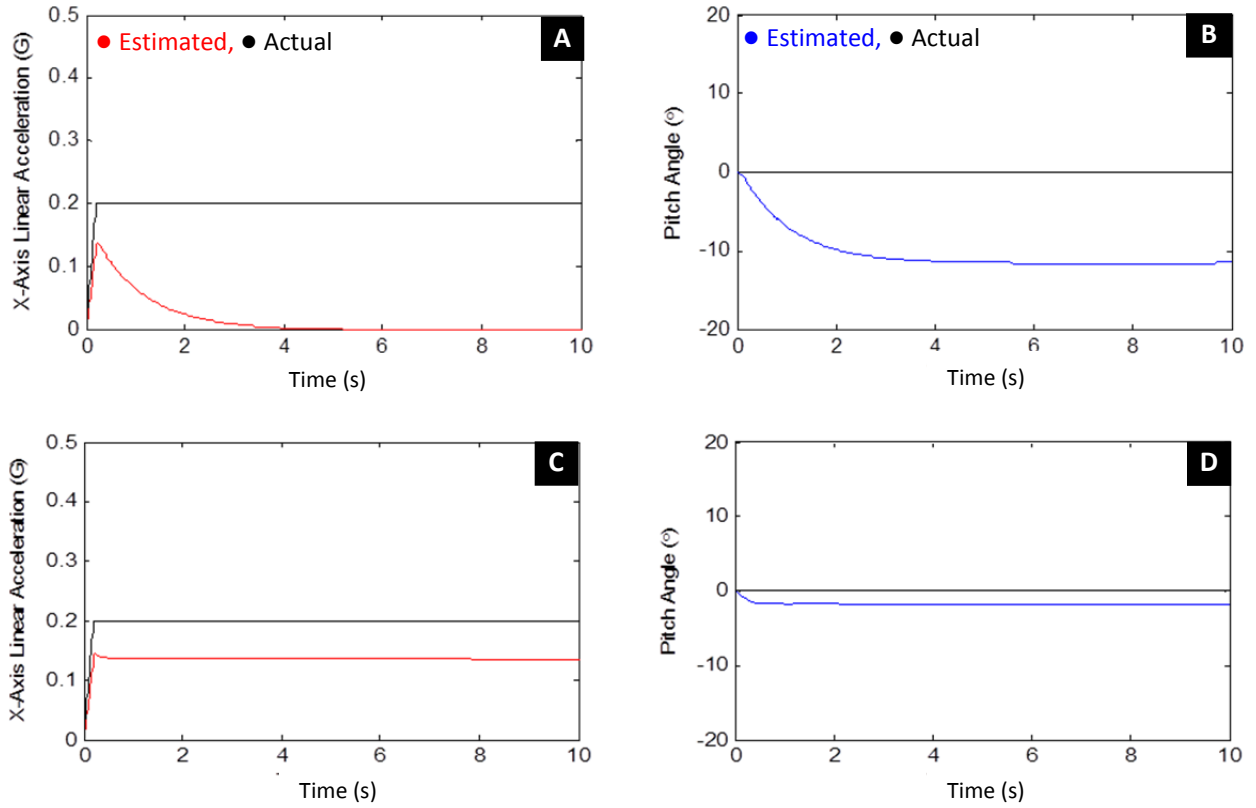 X-Axis Linear Acceleration (G)
0.5
0.4
0.3
0.2
0.1
0
● Estimated, ● Actual
A
0 2 4 6 8 10
Time (s)
Pitch Angle (°)
20
10
0
-10
-20
● Estimated, ● Actual
B
0 2 4 6 8 10
Time (s)
X-Axis Linear Acceleration (G)
0.5
0.4
0.3
0.2
0.1
0
C
0 2 4 6 8 10
Time (s)
Pitch Angle (°)
20
10
0
-10
-20
D
0 2 4 6 8 10
Time (s)